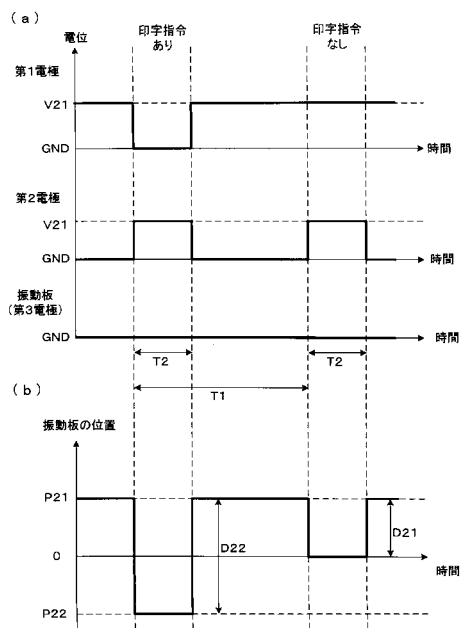 (a)
電位
印字指令
あり
印字指令
なし
第1電極
V21
GND
時間
第2電極
V21
GND
時間
振動板
(第3電極)
GND
時間
T2
T2
T1
(b)
振動板の位置
P21
D22
D21
0
時間
P22